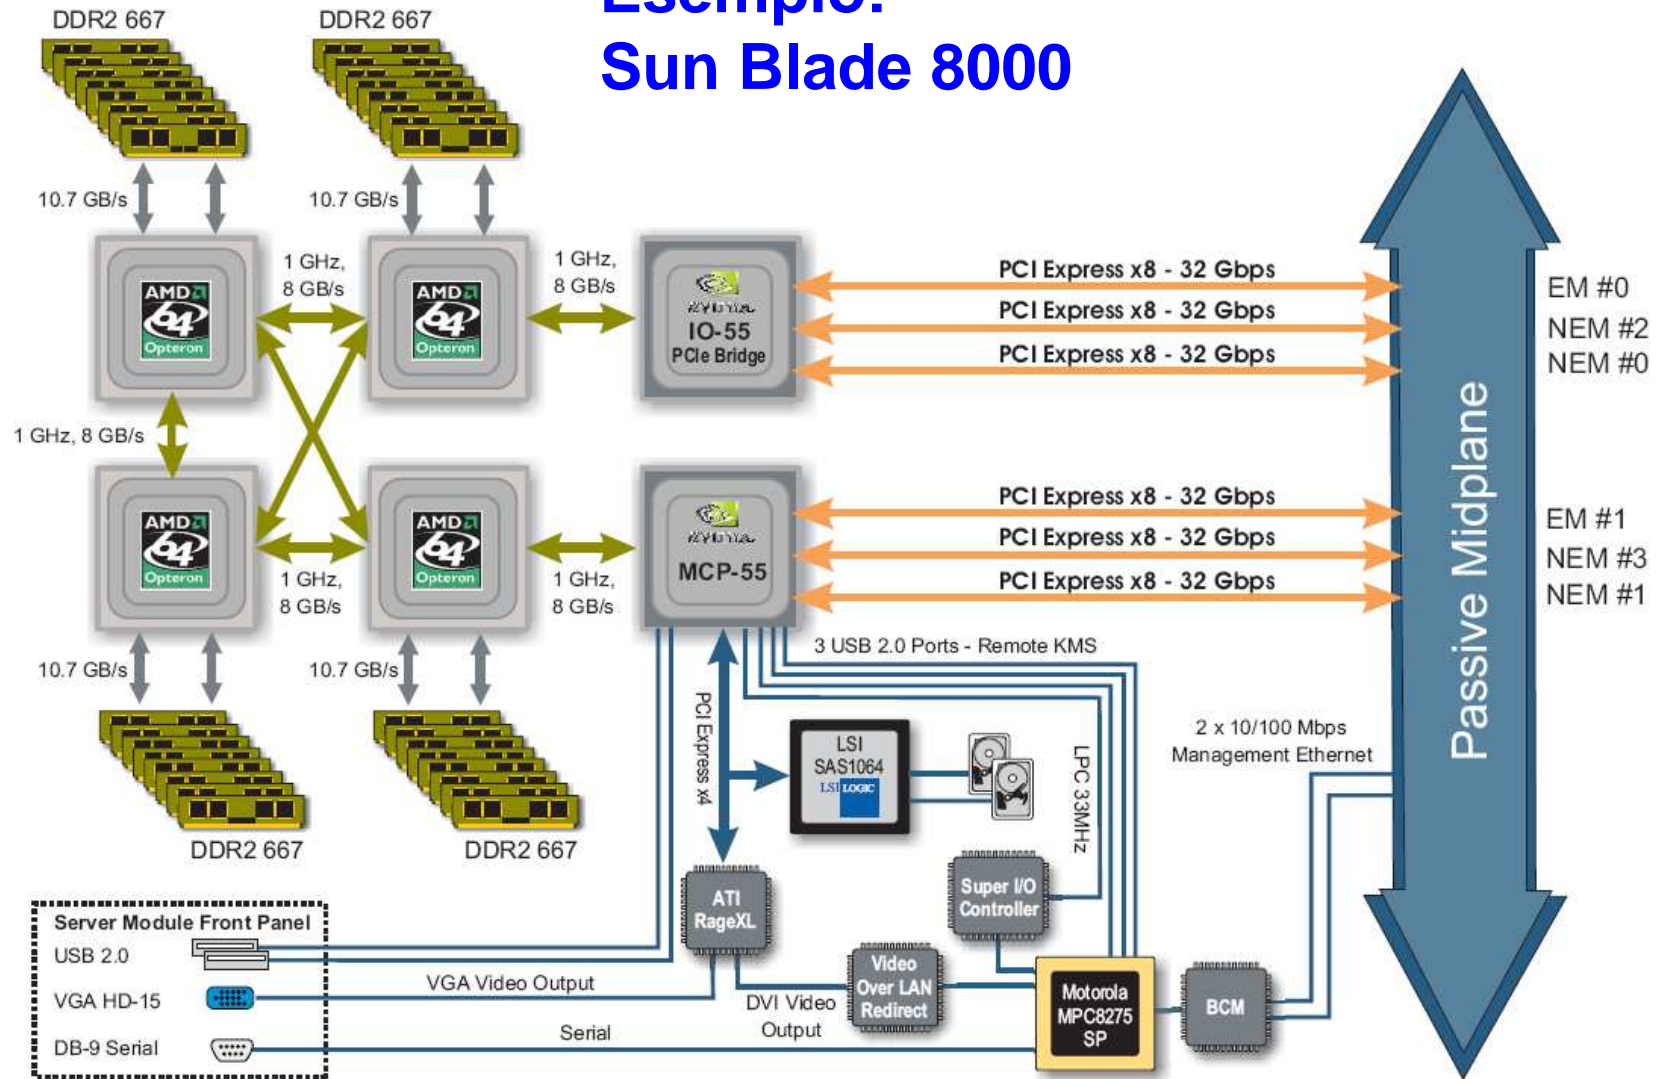 Esempio:
Sun Blade 8000
DDR2 667
DDR2 667
10.7 GB/s
10.7 GB/s
1 GHz,
8 GB/s
1 GHz,
8 GB/s
AMD
64
Opteron
AMD
64
Opteron
IO-55
PCIe Bridge
PCI Express x8 - 32 Gbps
PCI Express x8 - 32 Gbps
PCI Express x8 - 32 Gbps
EM #0
NEM #2
NEM #0
1 GHz, 8 GB/s
AMD
64
Opteron
AMD
64
Opteron
1 GHz,
8 GB/s
1 GHz,
8 GB/s
MCP-55
PCI Express x8 - 32 Gbps
PCI Express x8 - 32 Gbps
PCI Express x8 - 32 Gbps
EM #1
NEM #3
NEM #1
Passive Midplane
10.7 GB/s
10.7 GB/s
DDR2 667
DDR2 667
3 USB 2.0 Ports - Remote KMS
PCI Express x4
LSI
SAS1064
LSI LOGIC
LPC 33MHz
2 x 10/100 Mbps
Management Ethernet
ATI
RageXL
Super I/O
Controller
Video
Over LAN
Redirect
Motorola
MPC8275
SP
BCM
Server Module Front Panel
USB 2.0
VGA HD-15
DB-9 Serial
VGA Video Output
DVI Video
Output
Serial